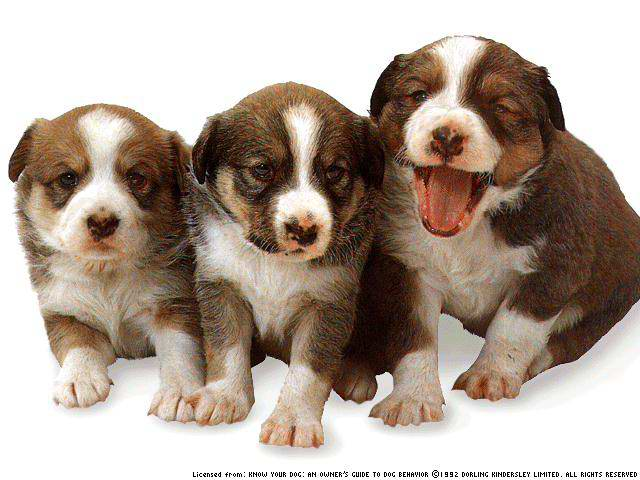 Licensed from: KNOW YOUR DOG: AN OWNER'S GUIDE TO DOG BEHAVIOR ©1992 DORLING KINDERSLEY LIMITED. ALL RIGHTS RESERVED